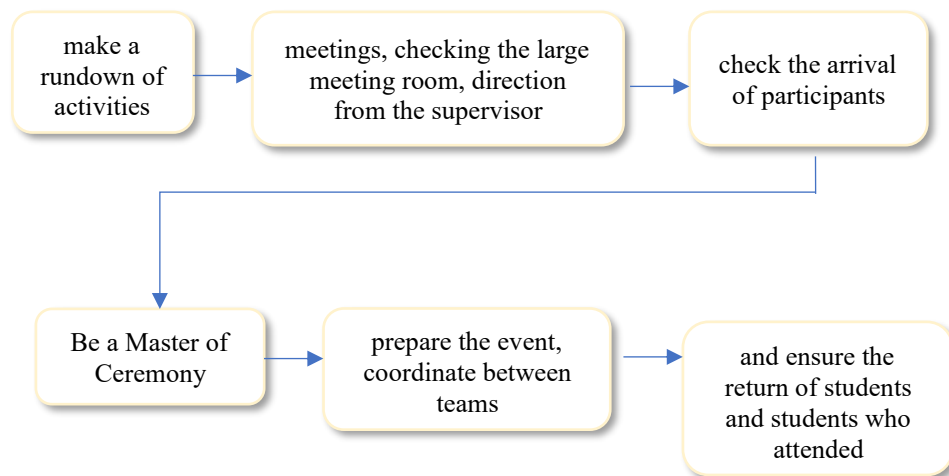 make a
rundown of
activities
meetings, checking the large
meeting room, direction
from the supervisor
check the arrival
of participants
Be a Master of
Ceremony
prepare the event,
coordinate between
teams
and ensure the
return of students
and students who
attended